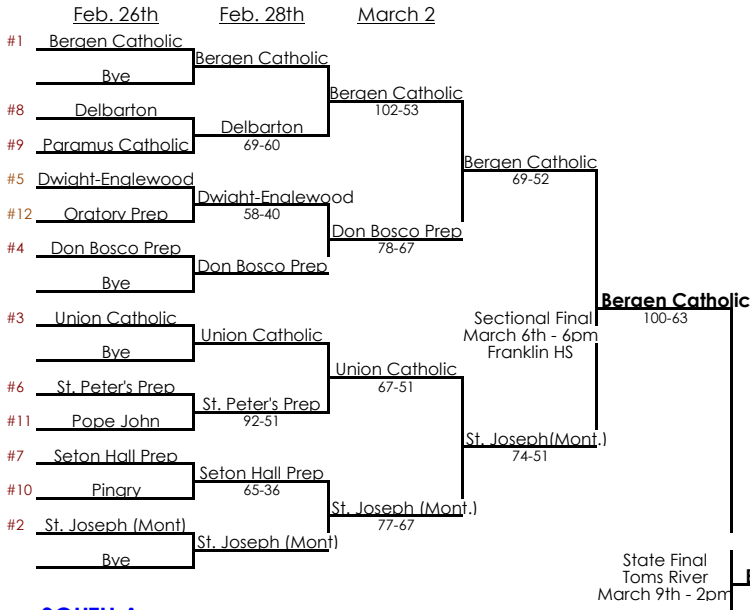 Feb. 26th Feb. 28th March 2
#1 Bergen Catholic
Bergen Catholic
Bye
Bergen Catholic
102-53
#8 Delbarton
Delbarton
69-60
#9 Paramus Catholic
Bergen Catholic
69-52
#5 Dwight-Englewood
Dwight-Englewood
58-40
#12 Oratory Prep
Don Bosco Prep
78-67
#4 Don Bosco Prep
Don Bosco Prep
Bye
Bergen Catholic
100-63
#3 Union Catholic
Sectional Final
March 6th - 6pm
Franklin HS
Union Catholic
Bye
Union Catholic
67-51
#6 St. Peter's Prep
St. Peter's Prep
92-51
#11 Pope John
St. Joseph(Mont.)
74-51
#7 Seton Hall Prep
Seton Hall Prep
65-36
#10 Pingry
St. Joseph (Mont.)
77-67
#2 St. Joseph (Mont)
St. Joseph (Mont)
Bye
State Final
Toms River
March 9th - 2pm